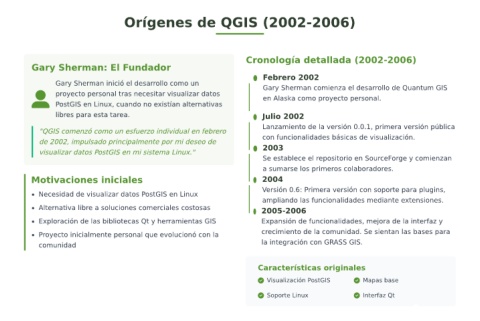 Orígenes de QGIS (2002-2006)
Gary Sherman: El Fundador
Gary Sherman inició el desarrollo como un
proyecto personal tras necesitar visualizar datos
PostGIS en Linux, cuando no existían alternativas
libres para esta tarea.
"QGIS comenzó como un esfuerzo individual en febrero
de 2002, impulsado principalmente por mi deseo de
visualizar datos PostGIS en mi sistema Linux."
Motivaciones iniciales
• Necesidad de visualizar datos PostGIS en Linux
• Alternativa libre a soluciones comerciales costosas
• Exploración de las bibliotecas Qt y herramientas GIS
• Proyecto inicialmente personal que evolucionó con la
comunidad
Cronología detallada (2002-2006)
Febrero 2002
Gary Sherman comienza el desarrollo de Quantum GIS
en Alaska como proyecto personal.
Julio 2002
Lanzamiento de la versión 0.0.1, primera versión pública
con funcionalidades básicas de visualización.
2003
Se establece el repositorio en SourceForge y comienzan
a sumarse los primeros colaboradores.
2004
Versión 0.6: Primera versión con soporte para plugins,
ampliando las funcionalidades mediante extensiones.
2005-2006
Expansión de funcionalidades, mejora de la interfaz y
crecimiento de la comunidad. Se sientan las bases para
la integración con GRASS GIS.
Características originales
Visualización PostGIS
Mapas base
Soporte Linux
Interfaz Qt